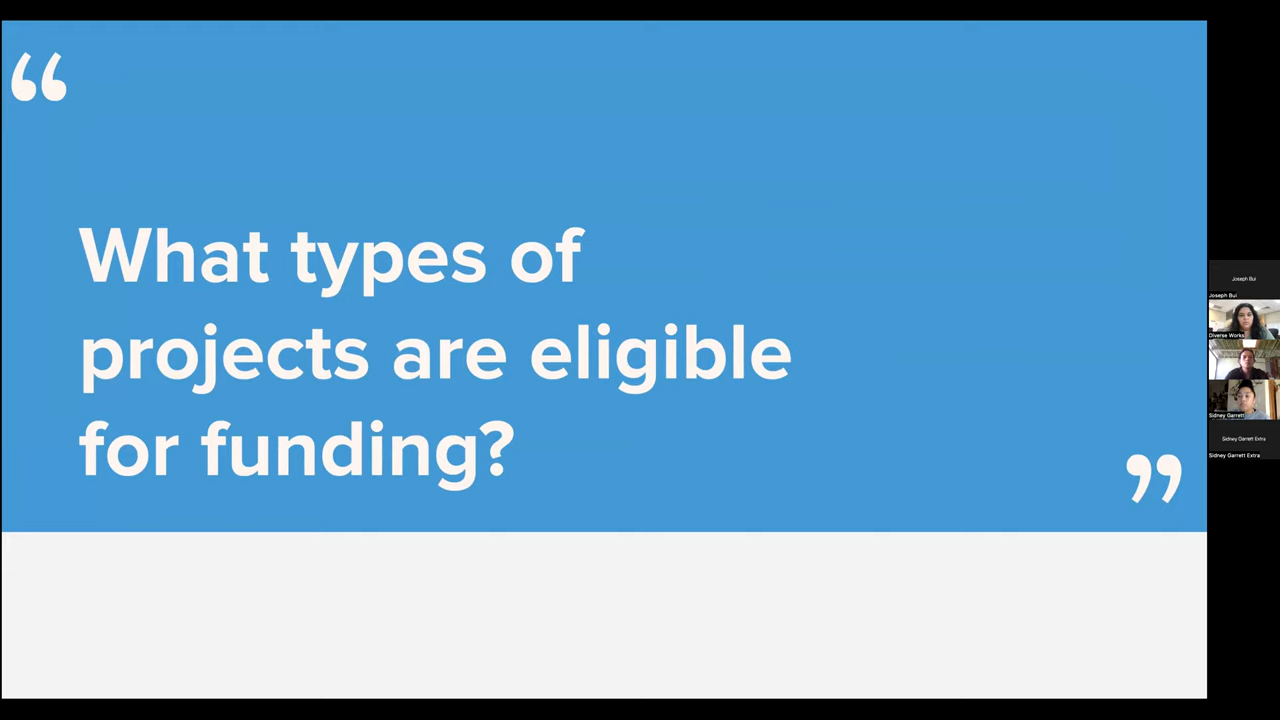 “
What types of
projects are eligible
for funding?
”
Joseph Bui
Joseph Bui
Diverse Works
Sidney Garrett
Sidney Garrett Extra
Sidney Garrett Extra